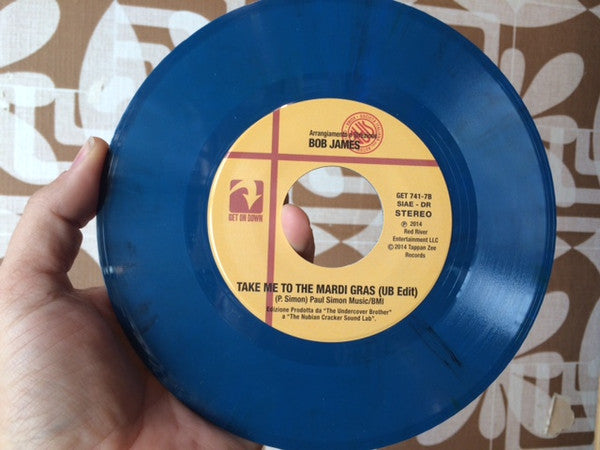 Arrangiamento e Direzione
BOB JAMES
GET ON DOWN
GET 741-7B
SIAE - DR
STEREO
℗ 2014
Red River
Entertainment LLC
© 2014 Tappan Zee
Records
TAKE ME TO THE MARDI GRAS (UB Edit)
(P. Simon) Paul Simon Music/BMI
Edizione Prodotta da "The Undercover Brother"
a "The Nubian Cracker Sound Lab".